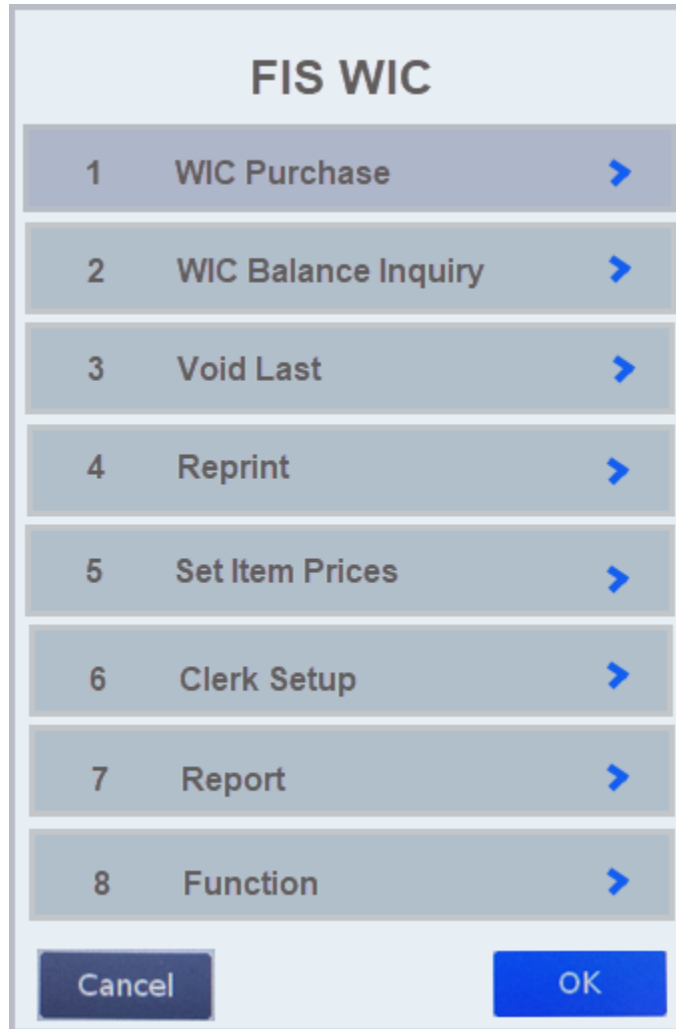 FIS WIC
1 WIC Purchase
2 WIC Balance Inquiry
3 Void Last
4 Reprint
5 Set Item Prices
6 Clerk Setup
7 Report
8 Function
Cancel OK